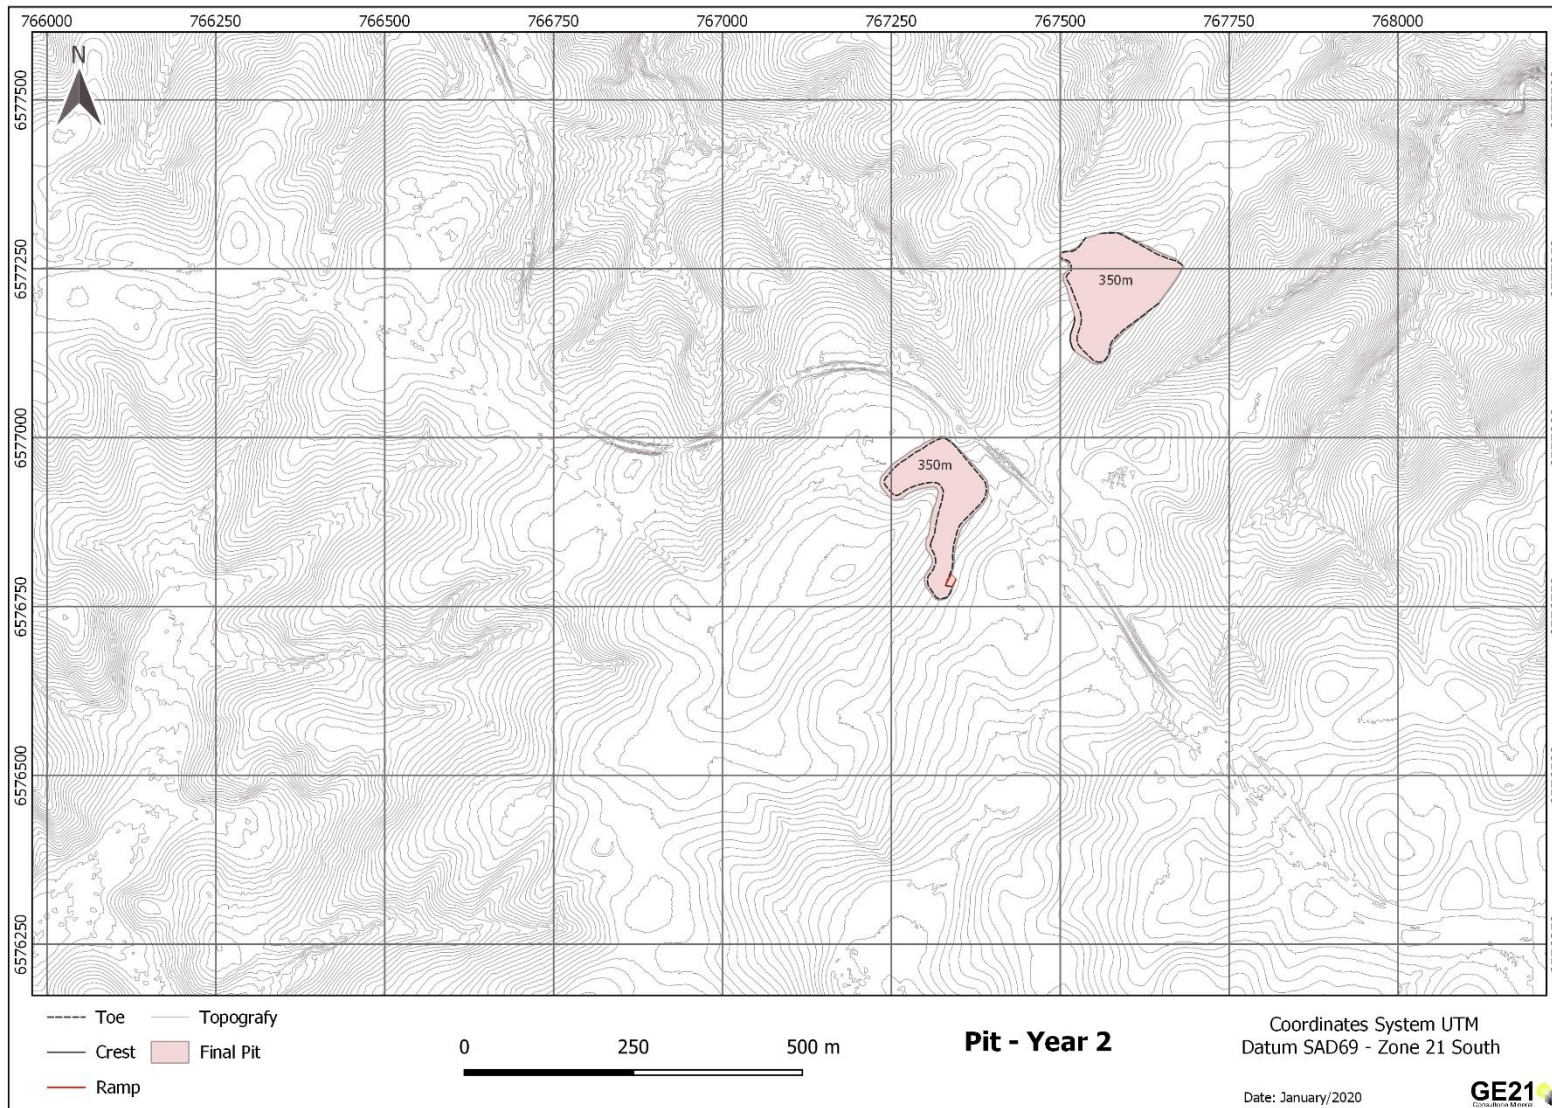 766000 766250 766500 766750 767000 767250 767500 767750 768000
N
6577500
6577250
6577000
6576750
6576500
6576250
350m
350m
Toe
Topografy
Crest
Final Pit
Ramp
0 250 500 m
Pit - Year 2
Coordinates System UTM
Datum SAD69 - Zone 21 South
Date: January/2020
GE21
Consultoria Mineral